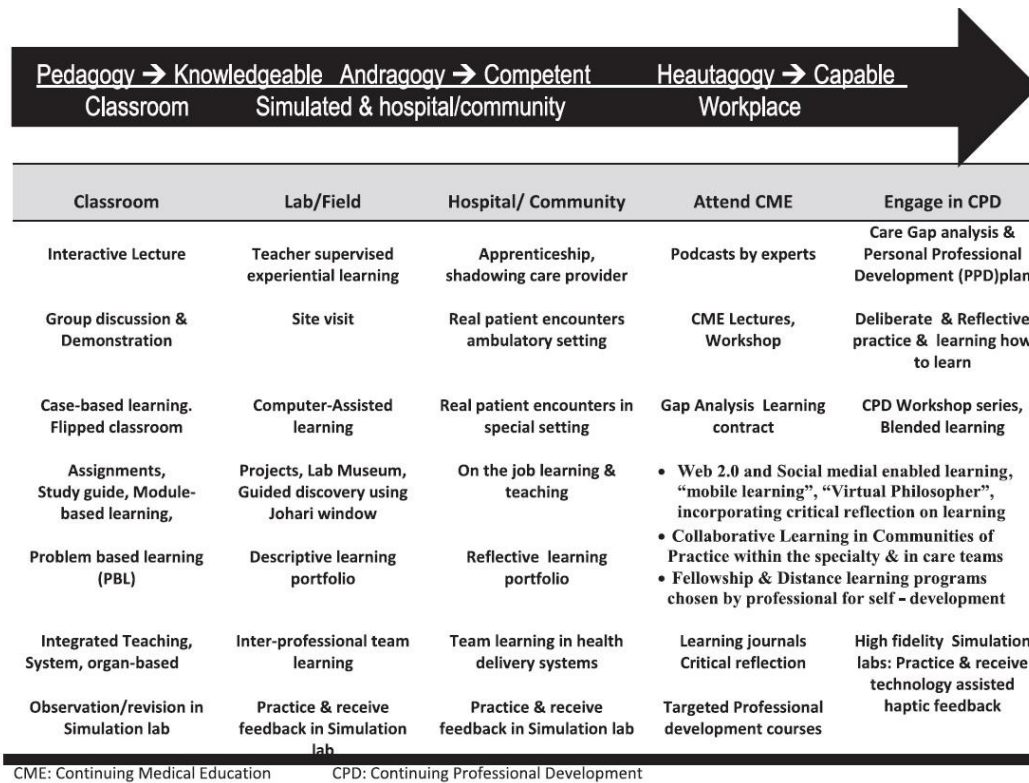 Pedagogy ➔ Knowledgeable Andragogy ➔ Competent Heutagogy ➔ Capable
Classroom Simulated & hospital/community Workplace
Classroom Lab/Field Hospital/ Community Attend CME Engage in CPD
Interactive Lecture
Teacher supervised
experiential learning
Apprenticeship,
shadowing care provider
Podcasts by experts
Care Gap analysis &
Personal Professional
Development (PPD)plan
Group discussion &
Demonstration
Site visit
Real patient encounters
ambulatory setting
CME Lectures,
Workshop
Deliberate & Reflective
practice & learning how
to learn
Case-based learning.
Flipped classroom
Computer-Assisted
learning
Real patient encounters in
special setting
Gap Analysis Learning
contract
CPD Workshop series,
Blended learning
Assignments,
Study guide, Module-
based learning,
Projects, Lab Museum,
Guided discovery using
Johari window
On the job learning &
teaching
• Web 2.0 and Social medial enabled learning,
“mobile learning”, “Virtual Philosopher”,
incorporating critical reflection on learning
• Collaborative Learning in Communities of
Practice within the specialty & in care teams
• Fellowship & Distance learning programs
chosen by professional for self - development
Problem based learning
(PBL)
Descriptive learning
portfolio
Reflective learning
portfolio
Integrated Teaching,
System, organ-based
Inter-professional team
learning
Team learning in health
delivery systems
Learning journals
Critical reflection
High fidelity Simulation
labs: Practice & receive
technology assisted
haptic feedback
Observation/revision in
Simulation lab
Practice & receive
feedback in Simulation
lab
Practice & receive
feedback in Simulation lab
Targeted Professional
development courses
CME: Continuing Medical Education CPD: Continuing Professional Development